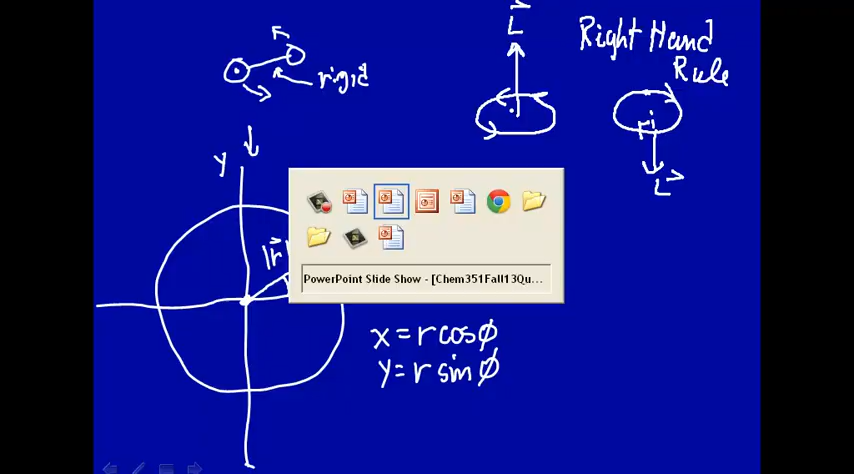 L
Right Hand
Rule
rigid
L
y
|r|
PowerPoint Slide Show - [Chem351Fall13Qu...
x = r cos ϕ
y = r sin ϕ